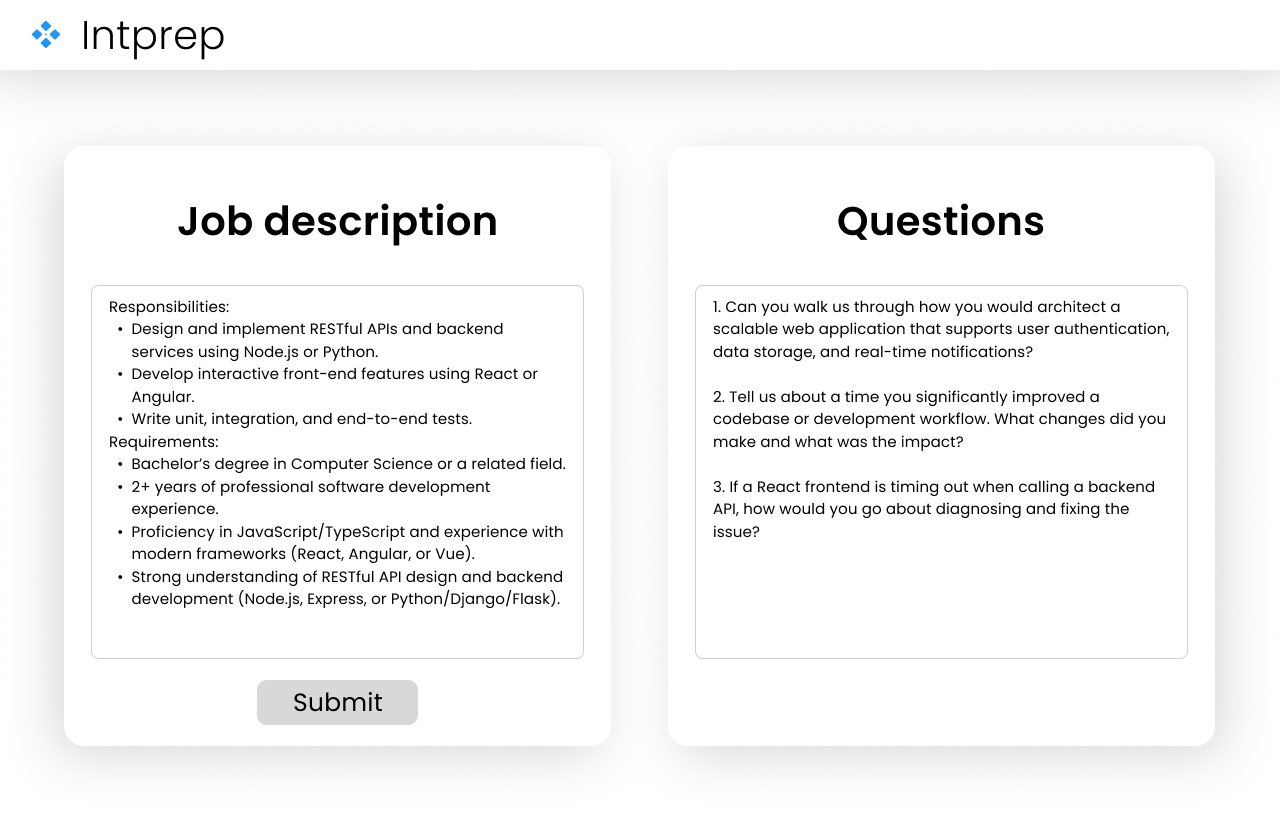 Intprep
Job description
Responsibilities:
• Design and implement RESTful APIs and backend
services using Node.js or Python.
• Develop interactive front-end features using React or
Angular.
• Write unit, integration, and end-to-end tests.
Requirements:
• Bachelor’s degree in Computer Science or a related field.
• 2+ years of professional software development
experience.
• Proficiency in JavaScript/TypeScript and experience with
modern frameworks (React, Angular, or Vue).
• Strong understanding of RESTful API design and backend
development (Node.js, Express, or Python/Django/Flask).
Submit
Questions
1. Can you walk us through how you would architect a
scalable web application that supports user authentication,
data storage, and real-time notifications?
2. Tell us about a time you significantly improved a
codebase or development workflow. What changes did you
make and what was the impact?
3. If a React frontend is timing out when calling a backend
API, how would you go about diagnosing and fixing the
issue?